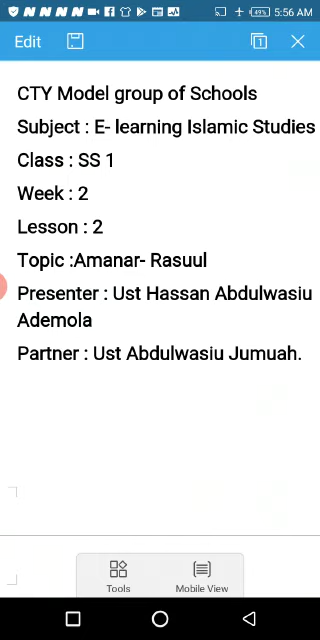 49% 5:56 AM
Edit 1
CTY Model group of Schools
Subject : E- learning Islamic Studies
Class : SS 1
Week : 2
Lesson : 2
Topic :Amanar- Rasuul
Presenter : Ust Hassan Abdulwasiu
Ademola
Partner : Ust Abdulwasiu Jumuah.
Tools Mobile View